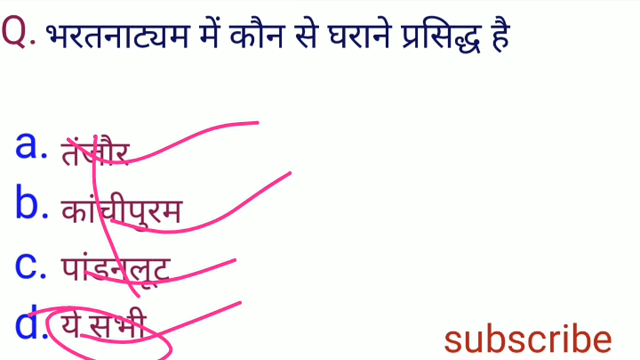 Q. भरतनाट्यम में कौन से घराने प्रसिद्ध है
a. तंजौर
b. कांचीपुरम
c. पांडनलूट
d. ये सभी
subscribe